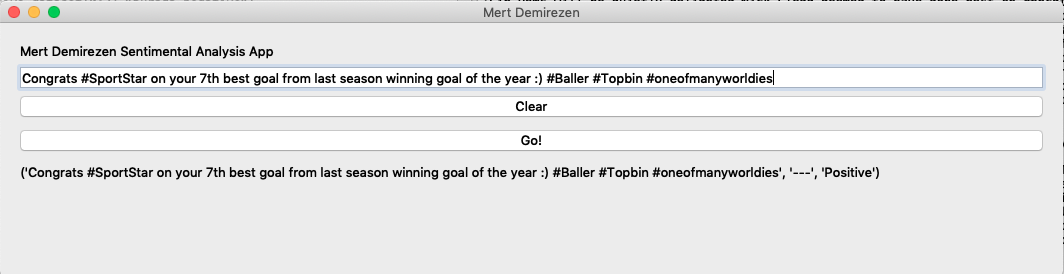 Mert Demirezen
Mert Demirezen Sentimental Analysis App
Congrats #SportStar on your 7th best goal from last season winning goal of the year :) #Baller #Topbin #oneofmanyworldies
Clear
Go!
('Congrats #SportStar on your 7th best goal from last season winning goal of the year :) #Baller #Topbin #oneofmanyworldies', '---', 'Positive')